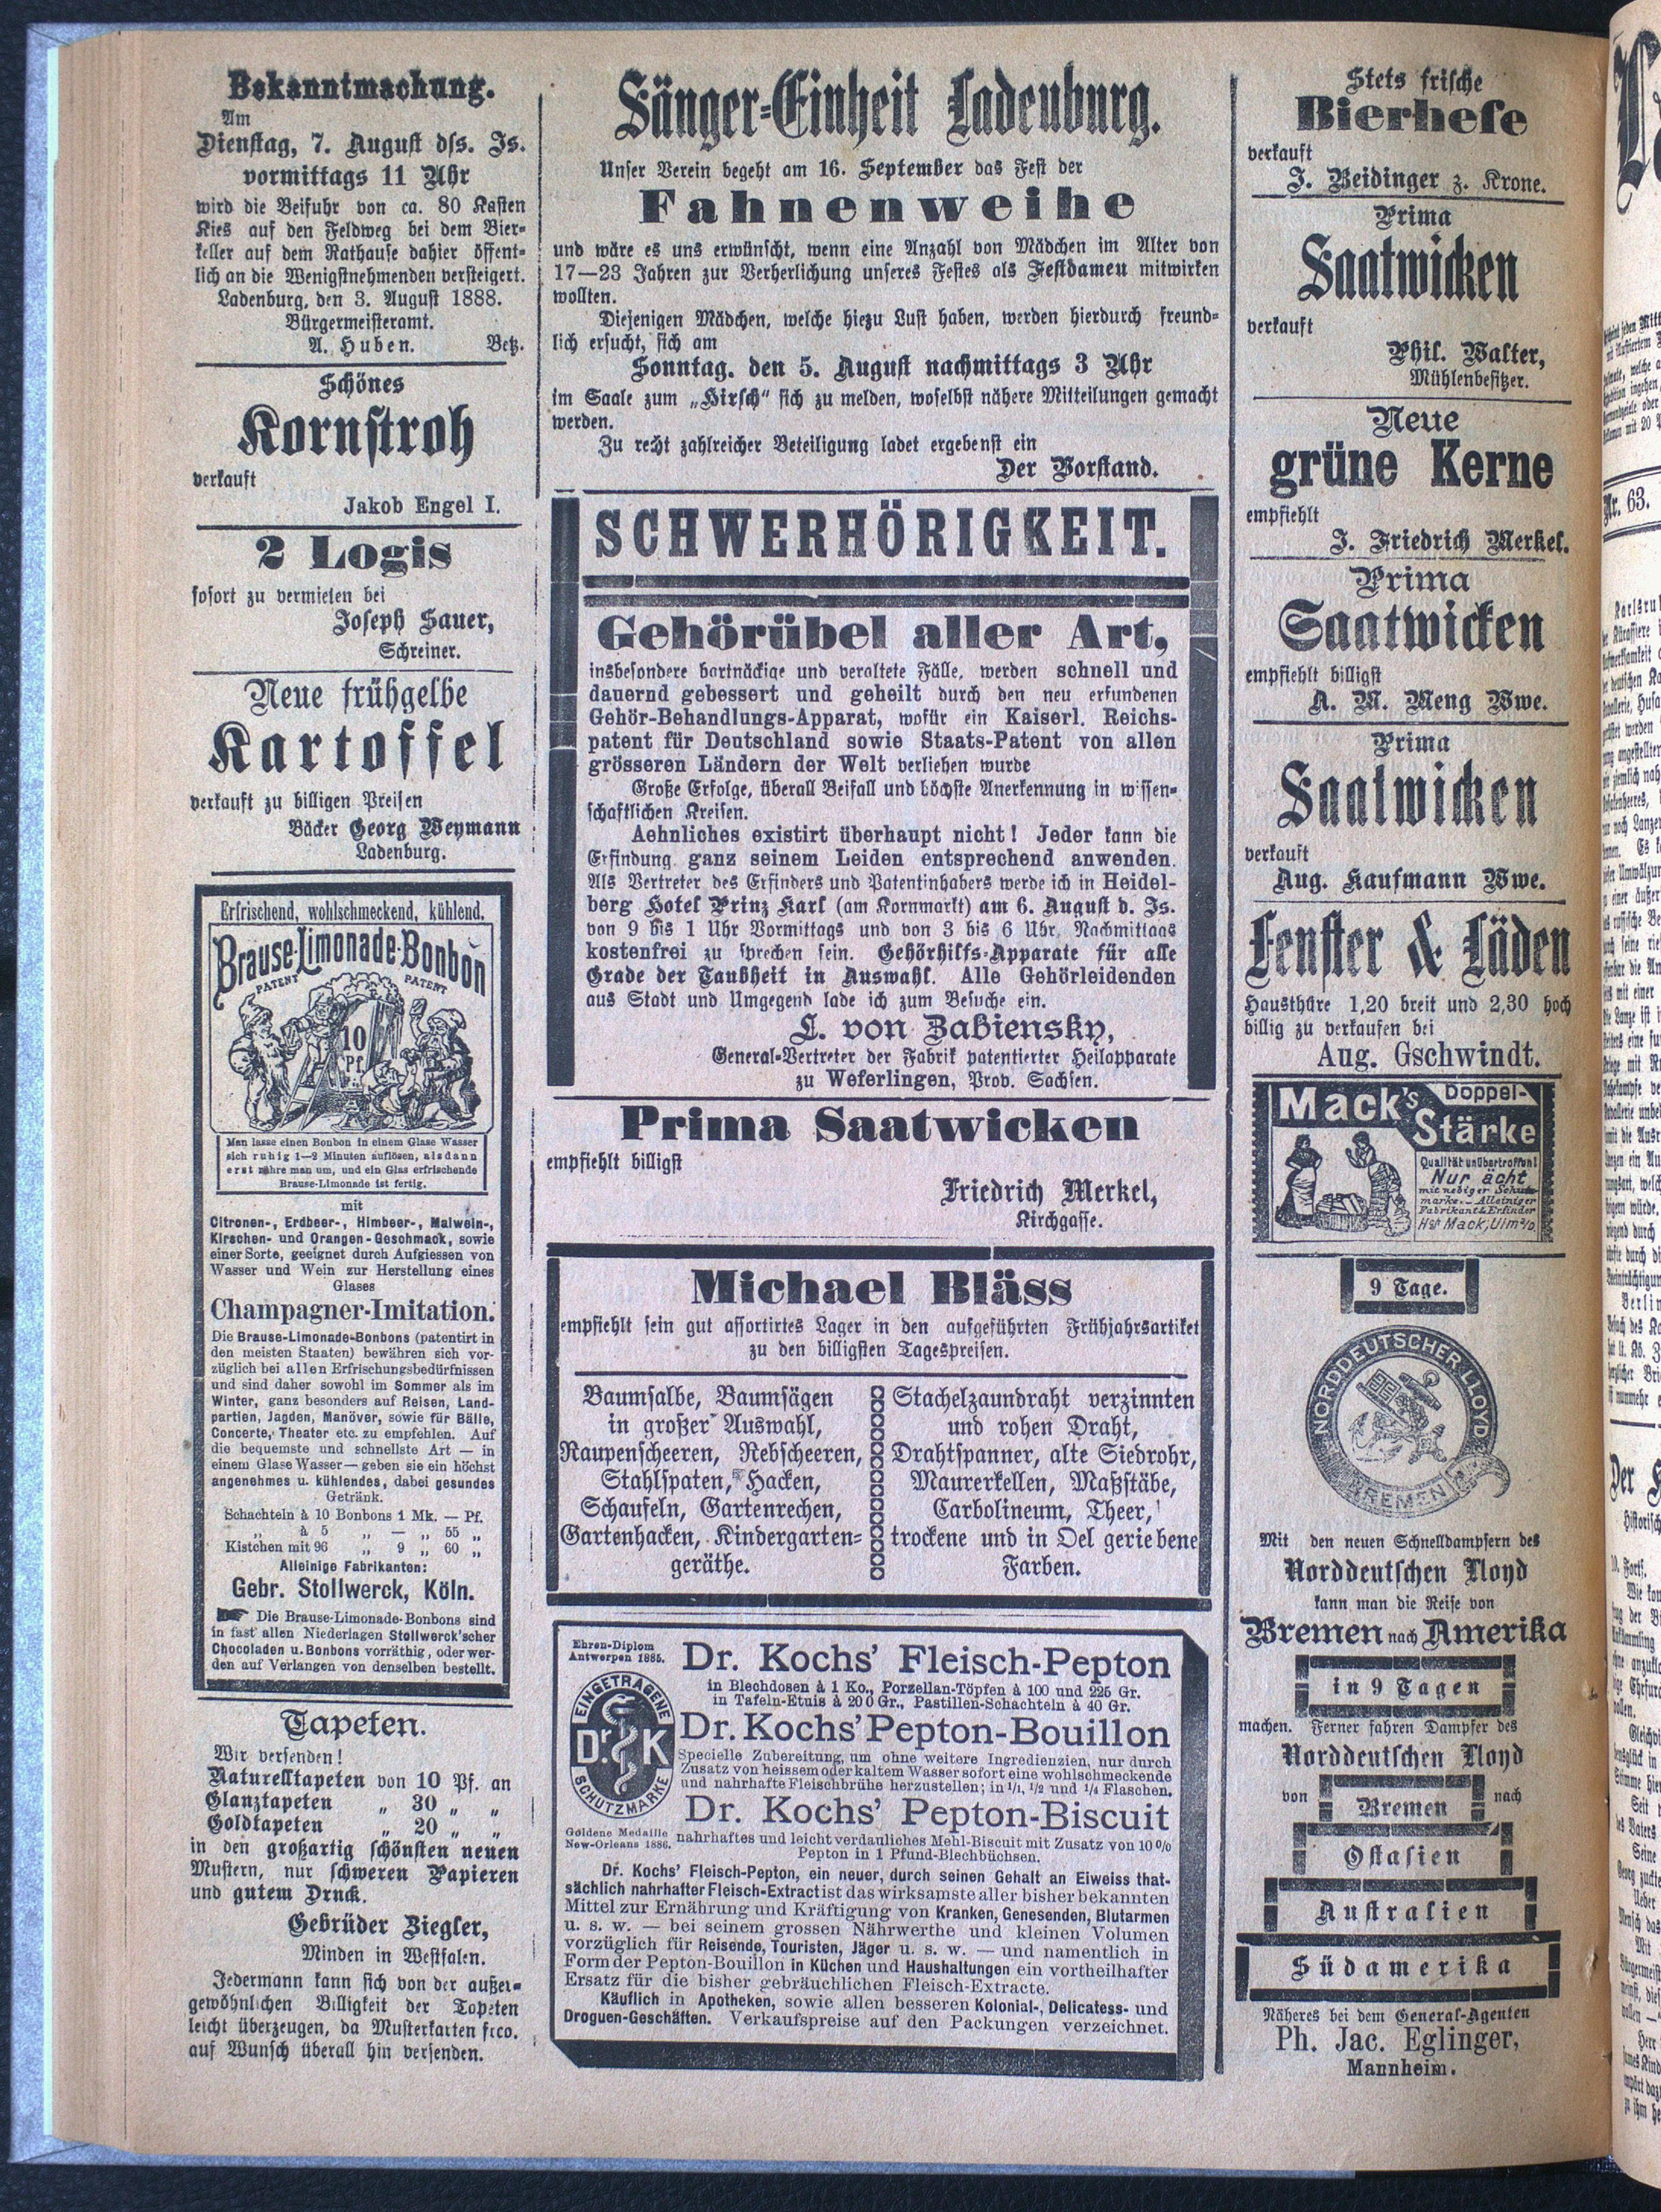 Bekanntmachung.
Am
Dienstag, 7. August dss. Js.
vormittags 11 Uhr
wird die Beifuhr von ca. 80 Kasten
Kies auf den Feldweg bei dem Bier-
keller auf dem Rathause dahier öffent-
lich an die Wenigstnehmenden versteigert.
Ladenburg, den 3. August 1888.
Bürgermeisteramt.
A. Huben. Betz.
Schönes
Kornstroh
verkauft
Jakob Engel I.
2 Logis
sofort zu vermieten bei
Joseph Sauer,
Schreiner.
Neue frühgelbe
Kartoffel
verkauft zu billigen Preisen
Bäcker Georg Weymann
Ladenburg.
Erfrischend, wohlschmeckend, kühlend.
Brause-Limonade-Bonbon
PATENT PATENT
10
Pf.
Man lasse einen Bonbon in einem Glase Wasser
sich ruhig 1—2 Minuten auflösen, alsdann
erst rühre man um, und ein Glas erfrischende
Brause-Limonade ist fertig.
mit
Citronen-, Erdbeer-, Himbeer-, Maiwein-,
Kirschen- und Orangen-Geschmack, sowie
einer Sorte, geeignet durch Aufgiessen von
Wasser und Wein zur Herstellung eines
Glases
Champagner-Imitation.
Die Brause-Limonade-Bonbons (patentirt in
den meisten Staaten) bewähren sich vor-
züglich bei allen Erfrischungsbedürfnissen
und sind daher sowohl im Sommer als im
Winter, ganz besonders auf Reisen, Land-
partien, Jagden, Manöver, sowie für Bälle,
Concerte, Theater etc. zu empfehlen. Auf
die bequemste und schnellste Art — in
einem Glase Wasser — geben sie ein höchst
angenehmes u. kühlendes, dabei gesundes
Getränk.
Schachteln à 10 Bonbons 1 Mk. — Pf.
„ à 5 „ — „ 55 „
Kistchen mit 96 „ 9 „ 60 „
Alleinige Fabrikanten:
Gebr. Stollwerck, Köln.
☛ Die Brause-Limonade-Bonbons sind
in fast allen Niederlagen Stollwerck'scher
Chocoladen u. Bonbons vorräthig, oder wer-
den auf Verlangen von denselben bestellt.
Tapeten.
Wir versenden!
Naturelltapeten von 10 Pf. an
Glanztapeten „ 30 „ „
Goldtapeten „ 20 „ „
in den großartig schönsten neuen
Mustern, nur schweren Papieren
und gutem Druck.
Gebrüder Ziegler,
Minden in Westfalen.
Jedermann kann sich von der außer-
gewöhnlichen Billigkeit der Tapeten
leicht überzeugen, da Musterkarten frco.
auf Wunsch überall hin versenden.
Sänger-Einheit Ladenburg.
Unser Verein begeht am 16. September das Fest der
Fahnenweihe
und wäre es uns erwünscht, wenn eine Anzahl von Mädchen im Alter von
17—23 Jahren zur Verherlichung unseres Festes als Festdamen mitwirken
wollten.
Diejenigen Mädchen, welche hiezu Lust haben, werden hierdurch freund-
lich ersucht, sich am
Sonntag, den 5. August nachmittags 3 Uhr
im Saale zum „Hirsch“ sich zu melden, woselbst nähere Mitteilungen gemacht
werden.
Zu recht zahlreicher Beteiligung ladet ergebenst ein
Der Vorstand.
SCHWERHÖRIGKEIT.
Gehörübel aller Art,
insbesondere hartnäckige und veraltete Fälle, werden schnell und
dauernd gebessert und geheilt durch den neu erfundenen
Gehör-Behandlungs-Apparat, wofür ein Kaiserl. Reichs-
patent für Deutschland sowie Staats-Patent von allen
grösseren Ländern der Welt verliehen wurde
Große Erfolge, überall Beifall und höchste Anerkennung in wissen-
schaftlichen Kreisen.
Aehnliches existirt überhaupt nicht! Jeder kann die
Erfindung ganz seinem Leiden entsprechend anwenden.
Als Vertreter des Erfinders und Patentinhabers werde ich in Heidel-
berg Hotel Prinz Karl (am Kornmarkt) am 6. August d. Js.
von 9 bis 1 Uhr Vormittags und von 3 bis 6 Uhr Nachmittags
kostenfrei zu sprechen sein. Gehörhilfs-Apparate für alle
Grade der Taubheit in Auswahl. Alle Gehörleidenden
aus Stadt und Umgegend lade ich zum Besuche ein.
L. von Zabiensky,
General-Vertreter der Fabrik patentierter Heilapparate
zu Weferlingen, Prov. Sachsen.
Prima Saatwicken
empfiehlt billigst
Friedrich Merkel,
Kirchgasse.
Michael Bläss
empfiehlt sein gut assortirtes Lager in den aufgeführten Frühjahrsartikel
zu den billigsten Tagespreisen.
Baumsalbe, Baumsägen
in großer Auswahl,
Raupenscheeren, Rebscheeren,
Stahlspaten, Hacken,
Schaufeln, Gartenrechen,
Gartenhacken, Kindergarten-
geräthe.
Stachelzaundraht verzinnten
und rohen Draht,
Drahtspanner, alte Siedrohr,
Maurerkellen, Maßstäbe,
Carbolineum, Theer,
trockene und in Oel geriebene
Farben.
Ehren-Diplom
Antwerpen 1885.
EINGETRAGENE
Dr. K
SCHUTZMARKE
Goldene Medaille
New-Orleans 1886.
Dr. Kochs' Fleisch-Pepton
in Blechdosen à 1 Ko., Porzellan-Töpfen à 100 und 225 Gr.
in Tafeln-Etuis à 200 Gr., Pastillen-Schachteln à 40 Gr.
Dr. Kochs' Pepton-Bouillon
Specielle Zubereitung, um ohne weitere Ingredienzien, nur durch
Zusatz von heissem oder kaltem Wasser sofort eine wohlschmeckende
und nahrhafte Fleischbrühe herzustellen; in 1/1, 1/2 und 1/4 Flaschen.
Dr. Kochs' Pepton-Biscuit
nahrhaftes und leicht verdauliches Mehl-Biscuit mit Zusatz von 10 %
Pepton in 1 Pfund-Blechbüchsen.
Dr. Kochs' Fleisch-Pepton, ein neuer, durch seinen Gehalt an Eiweiss that-
sächlich nahrhafter Fleisch-Extract ist das wirksamste aller bisher bekannten
Mittel zur Ernährung und Kräftigung von Kranken, Genesenden, Blutarmen
u. s. w. — bei seinem grossen Nährwerthe und kleinen Volumen
vorzüglich für Reisende, Touristen, Jäger u. s. w. — und namentlich in
Form der Pepton-Bouillon in Küchen und Haushaltungen ein vortheilhafter
Ersatz für die bisher gebräuchlichen Fleisch-Extracte.
Käuflich in Apotheken, sowie allen besseren Kolonial-, Delicatess- und
Droguen-Geschäften. Verkaufspreise auf den Packungen verzeichnet.
Stets frische
Bierhefe
verkauft
J. Beidinger z. Krone.
Prima
Saatwicken
verkauft
Phil. Walter,
Mühlenbesitzer.
Neue
grüne Kerne
empfiehlt
J. Friedrich Merkel.
Prima
Saatwicken
empfiehlt billigst
A. M. Meng Wwe.
Prima
Saatwicken
verkauft
Aug. Kaufmann Wwe.
Fenster & Läden
Hausthüre 1,20 breit und 2,30 hoch
billig zu verkaufen bei
Aug. Gschwindt.
Mack's Doppel-
Stärke
Qualität unübertroffen!
Nur ächt
mit nebiger Schutz-
marke.—Alleiniger
Fabrikant & Erfinder
Hch Mack, Ulm a/D.
9 Tage.
NORDDEUTSCHER LLOYD
BREMEN
Mit den neuen Schnelldampfern des
Norddeutschen Lloyd
kann man die Reise von
Bremen nach Amerika
in 9 Tagen
machen. Ferner fahren Dampfer des
Norddeutschen Lloyd
von Bremen nach
Ostasien
Australien
Südamerika
Näheres bei dem General-Agenten
Ph. Jac. Eglinger,
Mannheim.
Nr. 63.